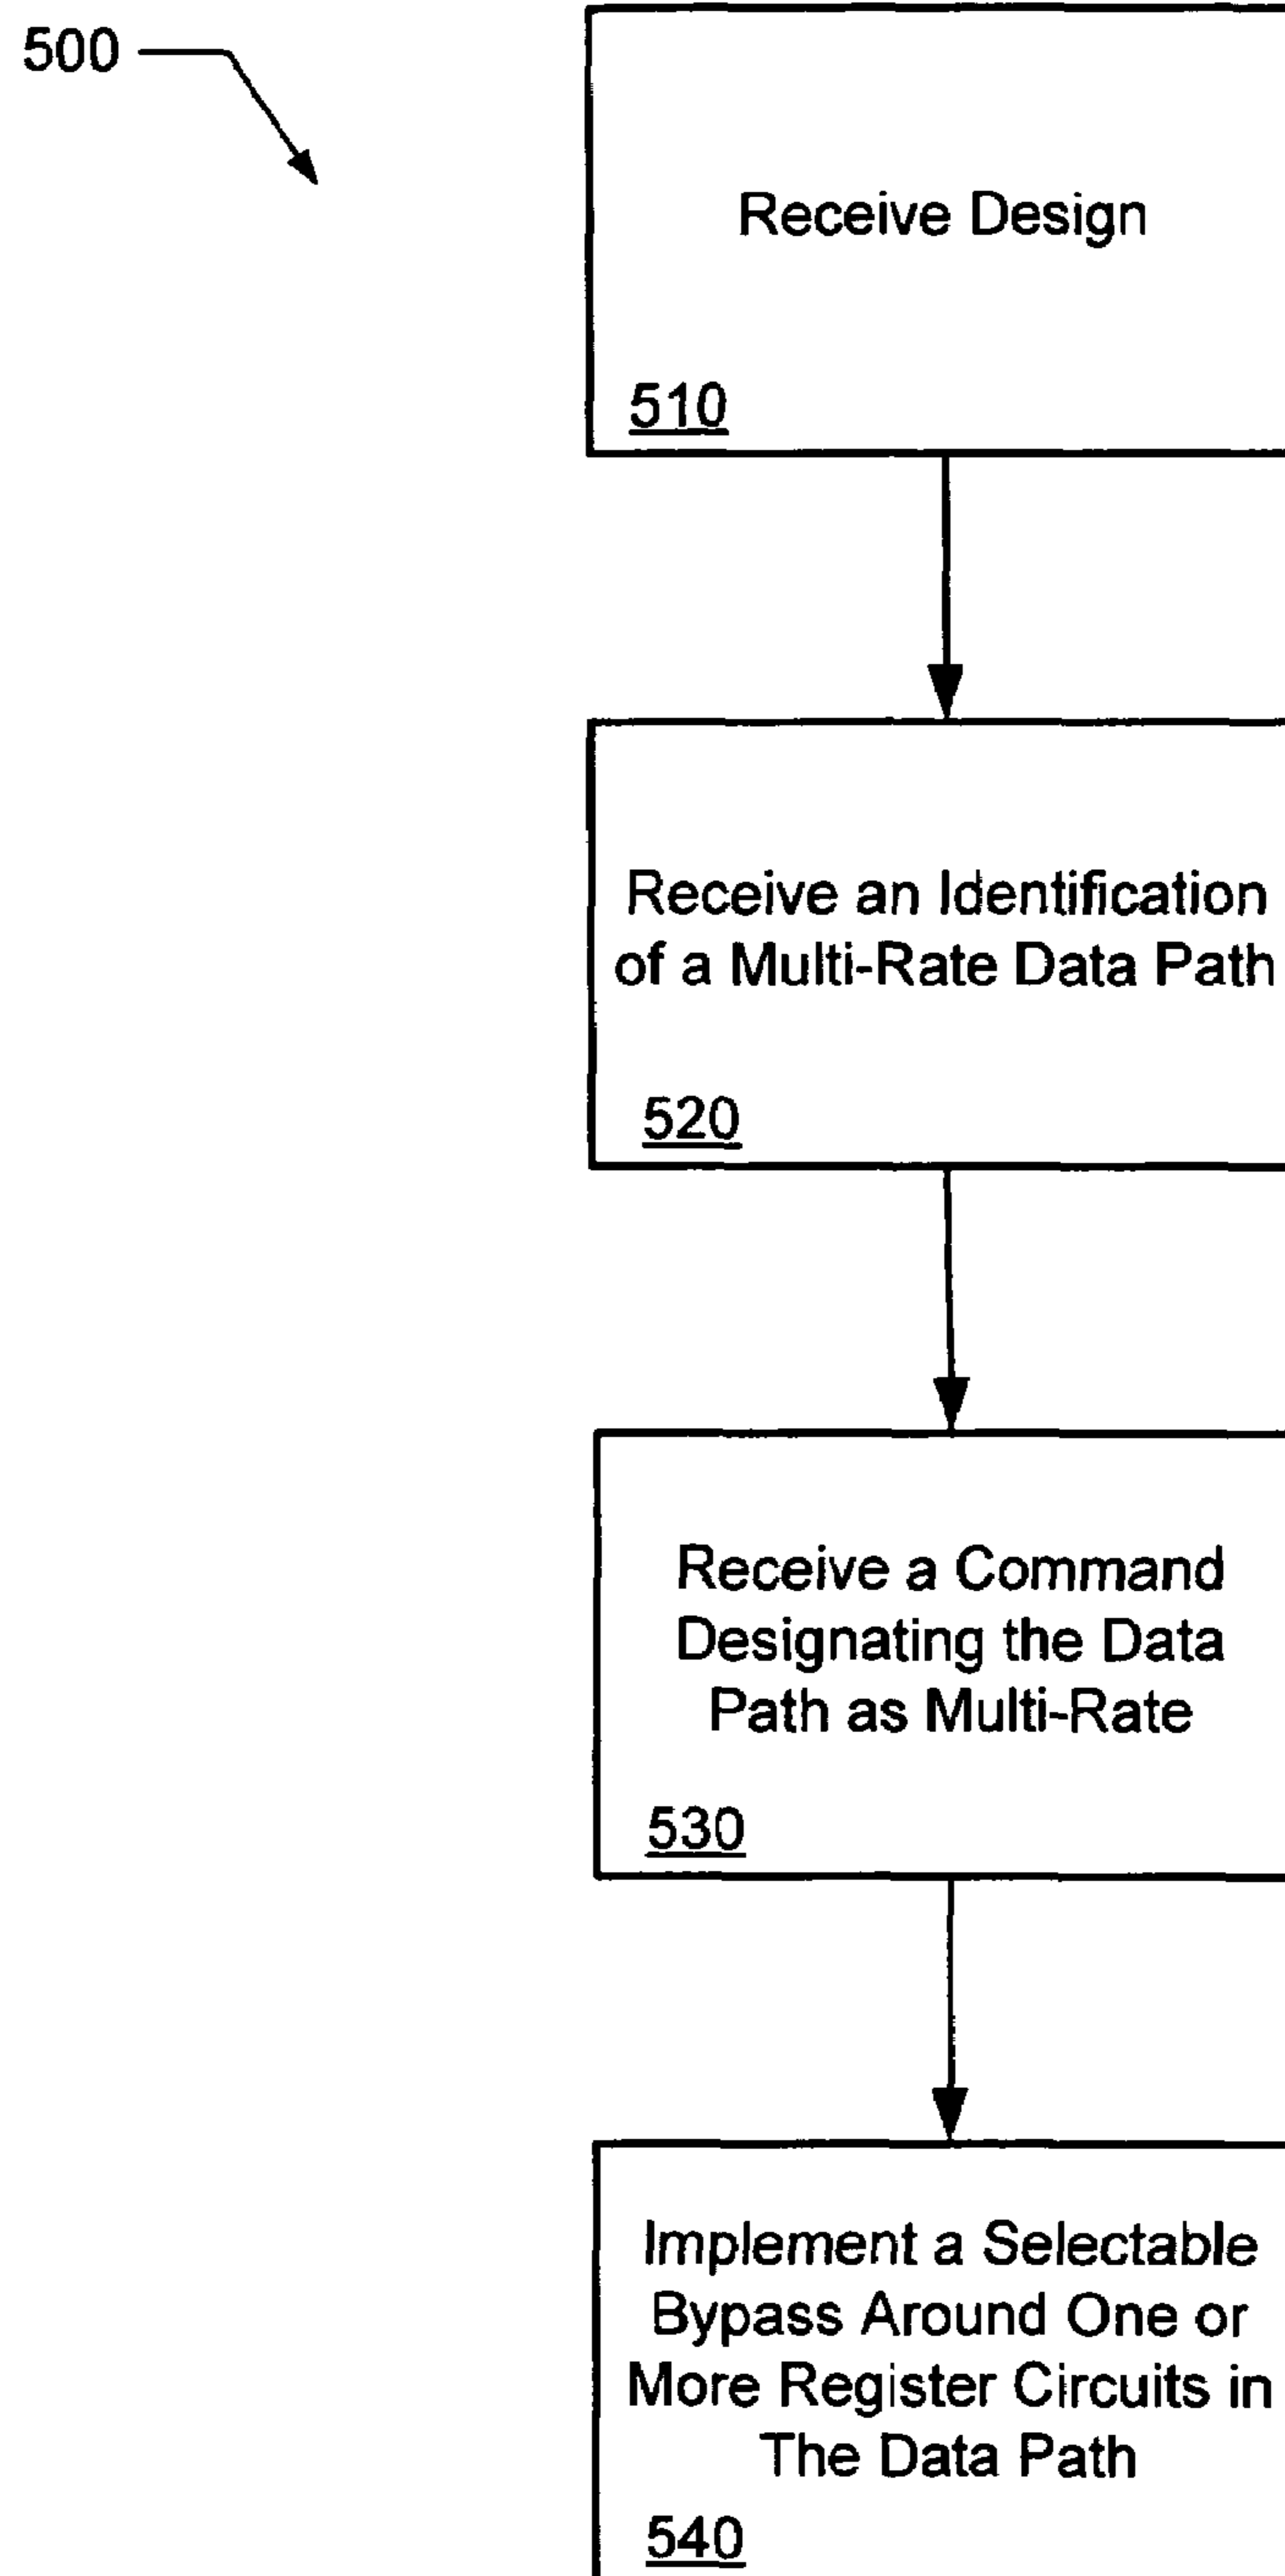 500
Receive Design
510
Receive an Identification
of a Multi-Rate Data Path
520
Receive a Command
Designating the Data
Path as Multi-Rate
530
Implement a Selectable
Bypass Around One or
More Register Circuits in
The Data Path
540